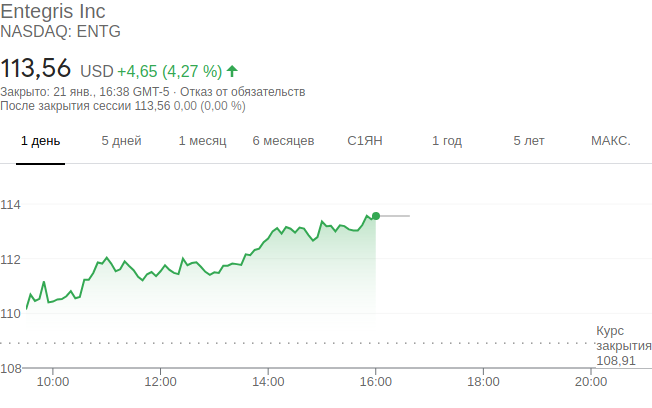 Entegris Inc
NASDAQ: ENTG
113,56 USD +4,65 (4,27 %)
Закрыто: 21 янв., 16:38 GMT-5 · Отказ от обязательств
После закрытия сессии 113,56 0,00 (0,00 %)
1 день 5 дней 1 месяц 6 месяцев С1ЯН 1 год 5 лет МАКС.
114
112
110
Курс
закрытия
108,91
108
10:00 12:00 14:00 16:00 18:00 20:00